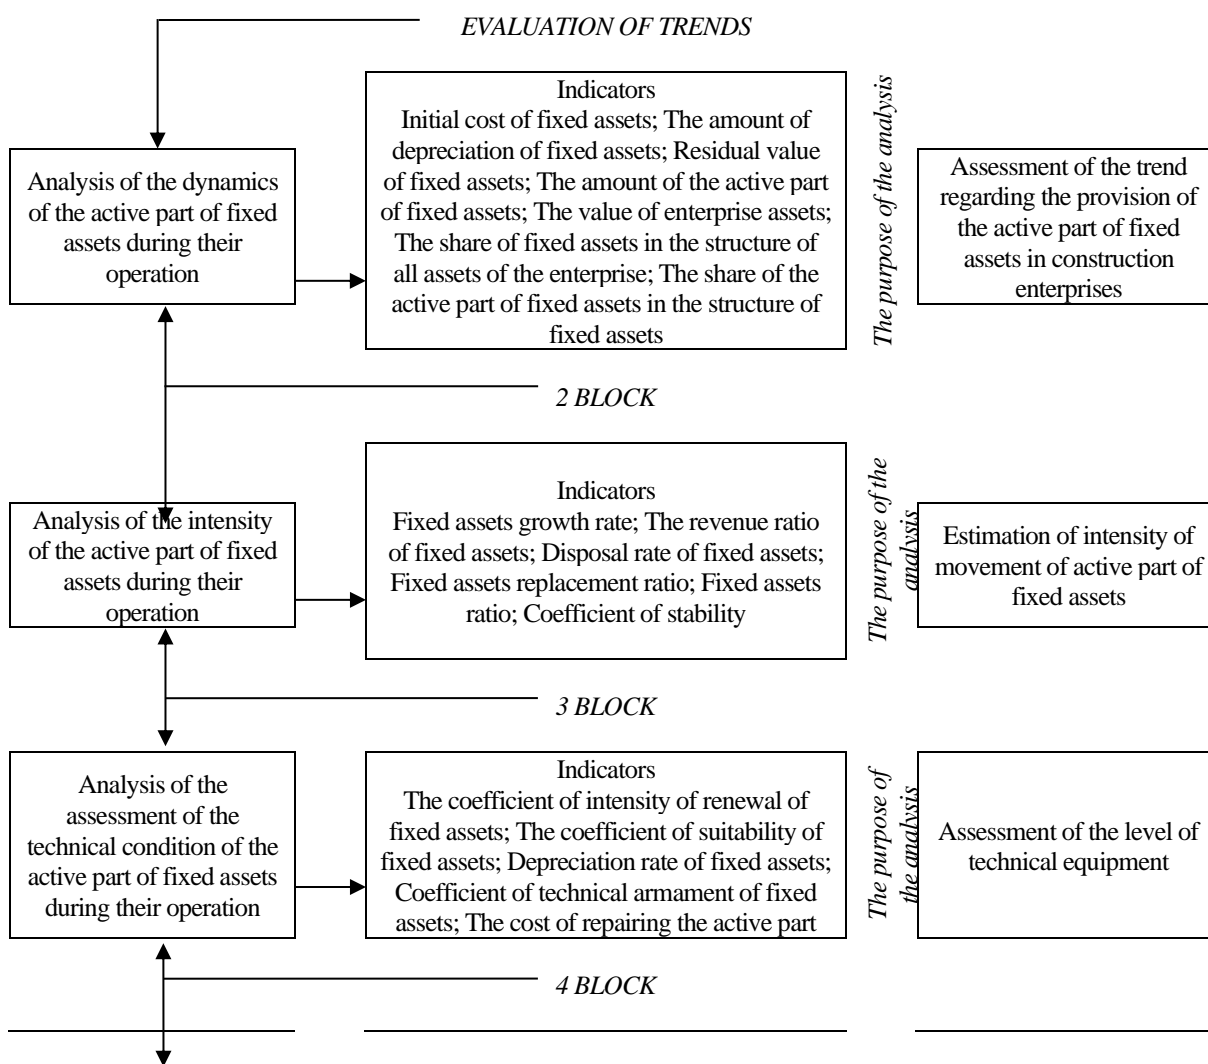 EVALUATION OF TRENDS
Analysis of the dynamics
of the active part of fixed
assets during their
operation
Indicators
Initial cost of fixed assets; The amount of
depreciation of fixed assets; Residual value
of fixed assets; The amount of the active part
of fixed assets; The value of enterprise assets;
The share of fixed assets in the structure of
all assets of the enterprise; The share of the
active part of fixed assets in the structure of
fixed assets
The purpose of the analysis
Assessment of the trend
regarding the provision of
the active part of fixed
assets in construction
enterprises
2 BLOCK
Analysis of the intensity
of the active part of fixed
assets during their
operation
Indicators
Fixed assets growth rate; The revenue ratio
of fixed assets; Disposal rate of fixed assets;
Fixed assets replacement ratio; Fixed assets
ratio; Coefficient of stability
The purpose of the
analysis
Estimation of intensity of
movement of active part of
fixed assets
3 BLOCK
Analysis of the
assessment of the
technical condition of the
active part of fixed assets
during their operation
Indicators
The coefficient of intensity of renewal of
fixed assets; The coefficient of suitability of
fixed assets; Depreciation rate of fixed assets;
Coefficient of technical armament of fixed
assets; The cost of repairing the active part
The purpose of
the analysis
Assessment of the level of
technical equipment
4 BLOCK